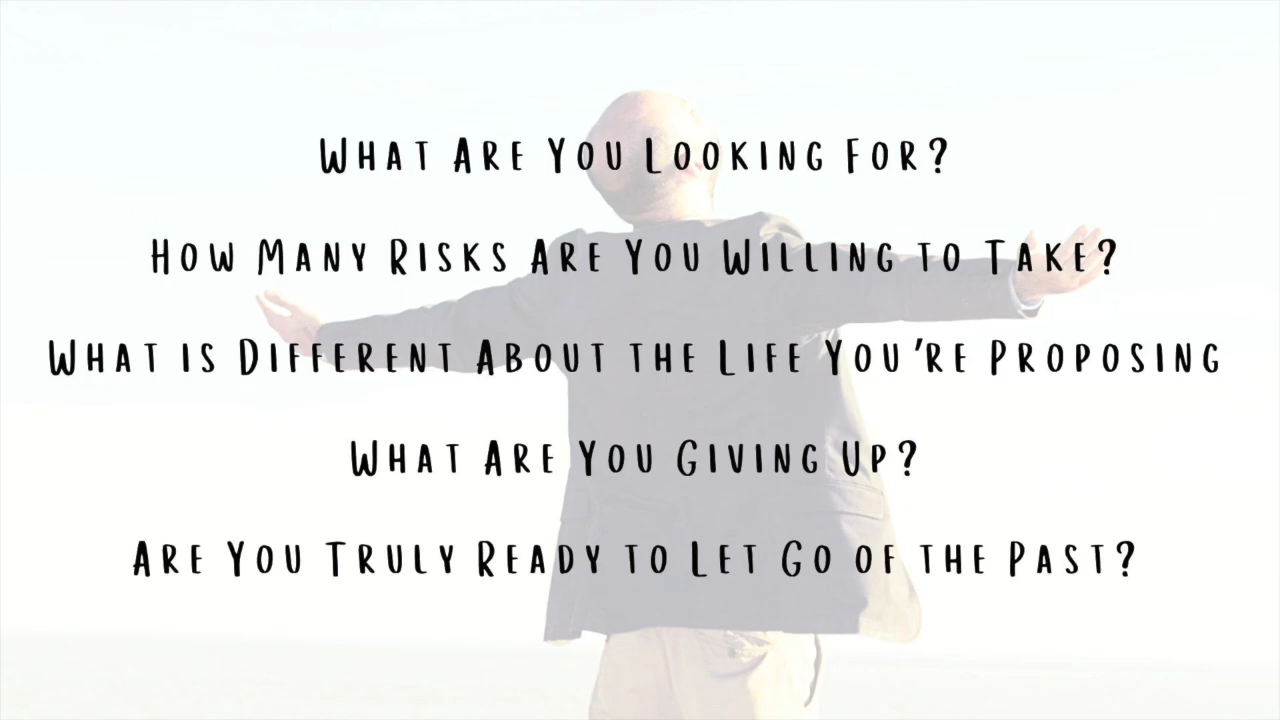 What Are You Looking For?
How Many Risks Are You Willing to Take?
What is Different About the Life You're Proposing
What Are You Giving Up?
Are You Truly Ready to Let Go of the Past?